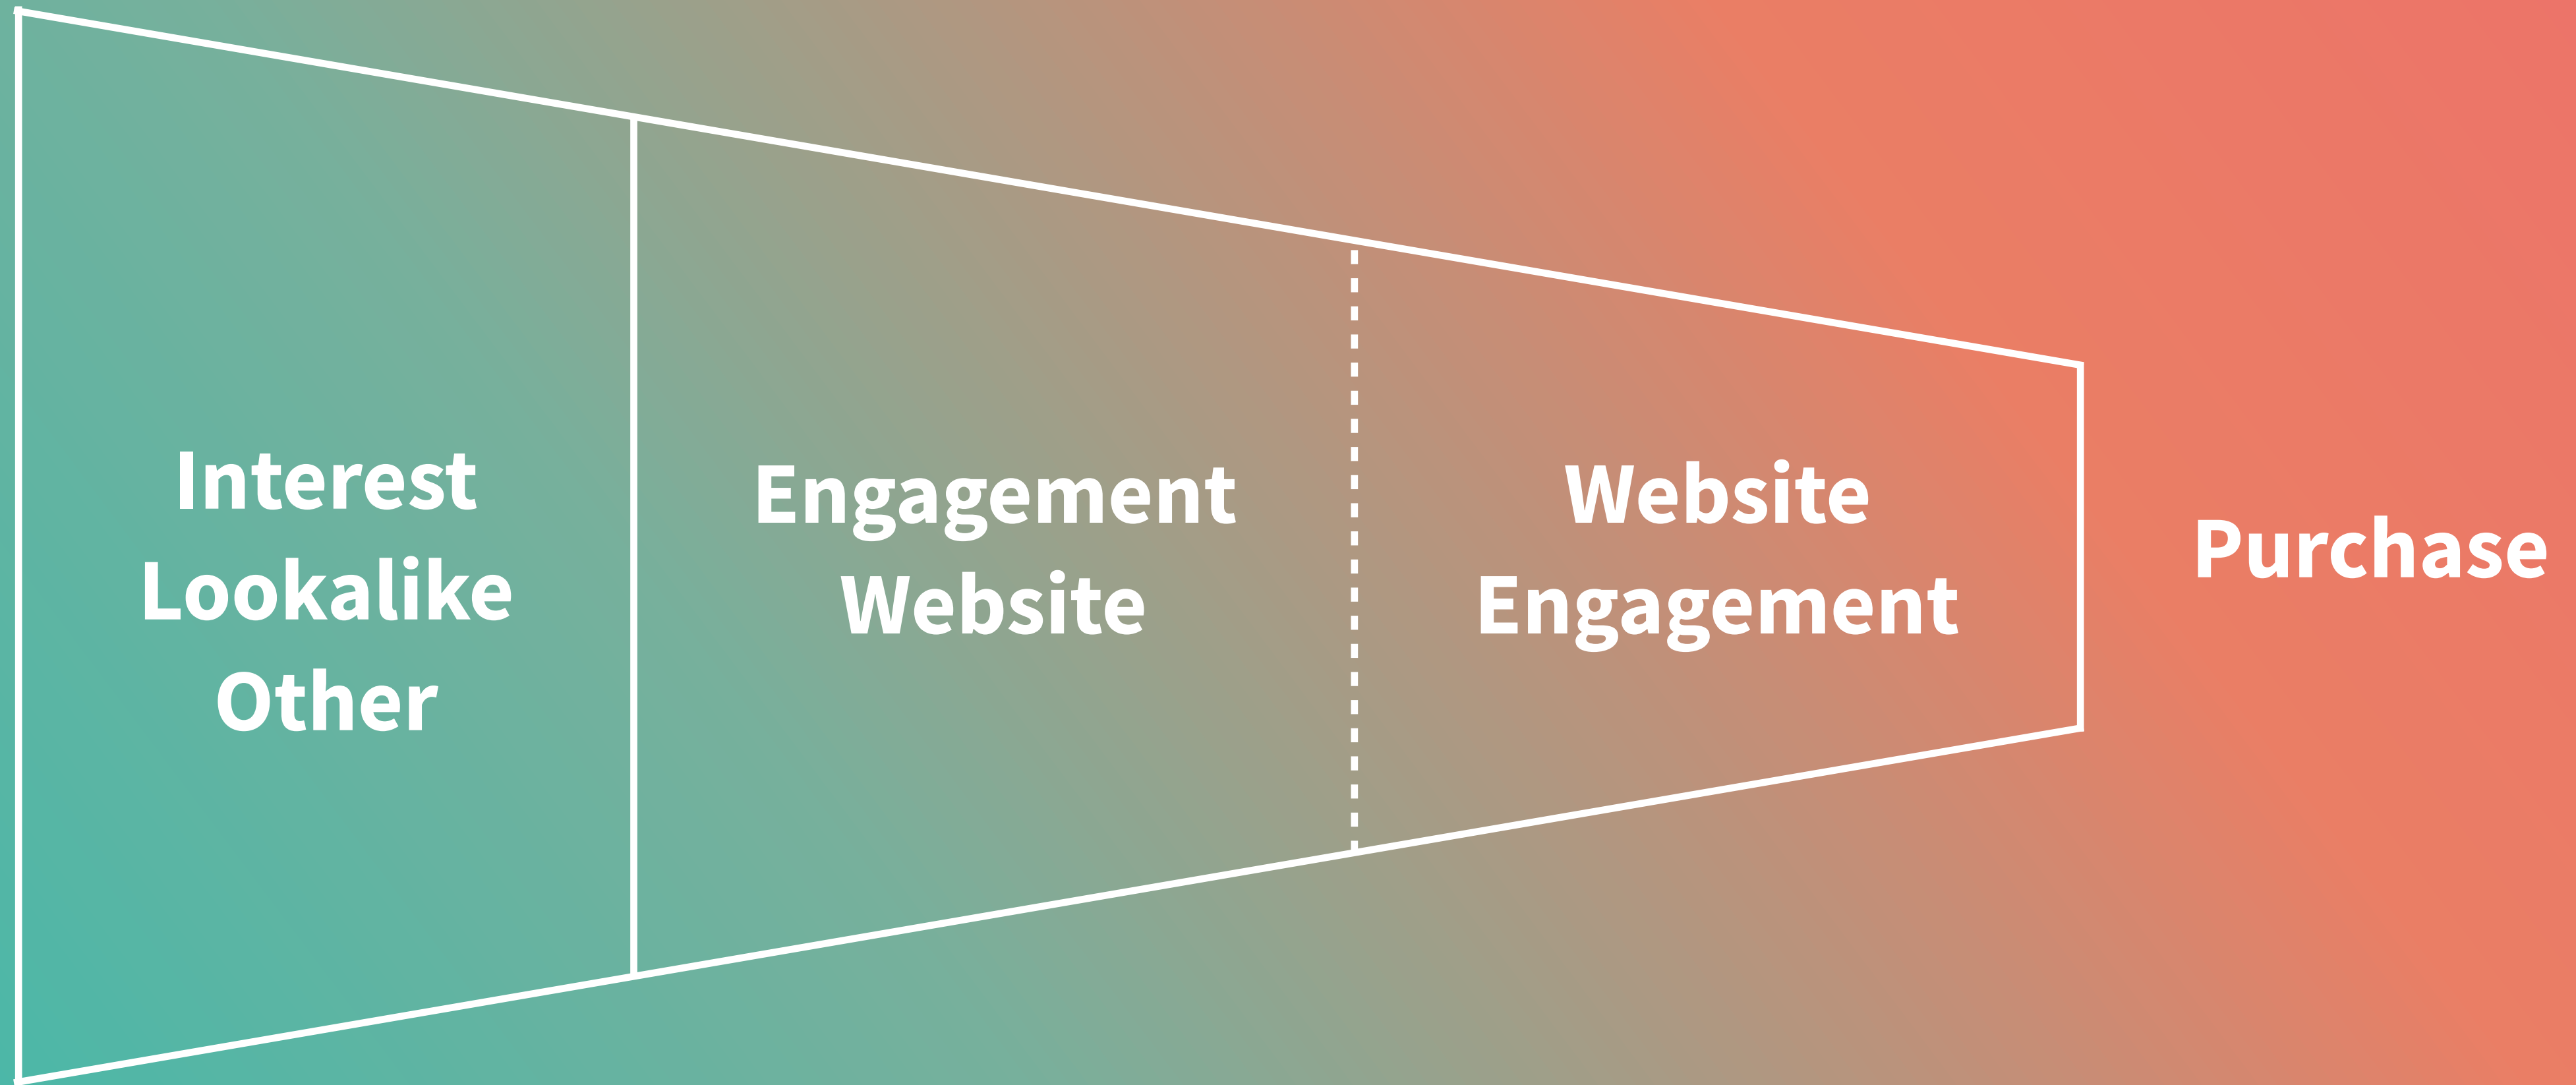 Interest
Lookalike
Other
Engagement
Website
Website
Engagement
Purchase